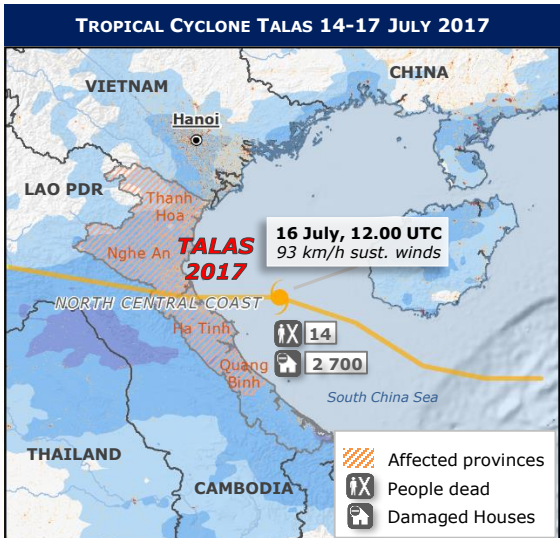 TROPICAL CYCLONE TALAS 14-17 JULY 2017
CHINA
VIETNAM
Hanoi
LAO PDR
Thanh
Hoa
16 July, 12.00 UTC
93 km/h sust. winds
Nghe An
TALAS
2017
NORTH CENTRAL COAST
Ha Tinh
14
Quang
Binh
2 700
South China Sea
THAILAND
CAMBODIA
Affected provinces
People dead
Damaged Houses